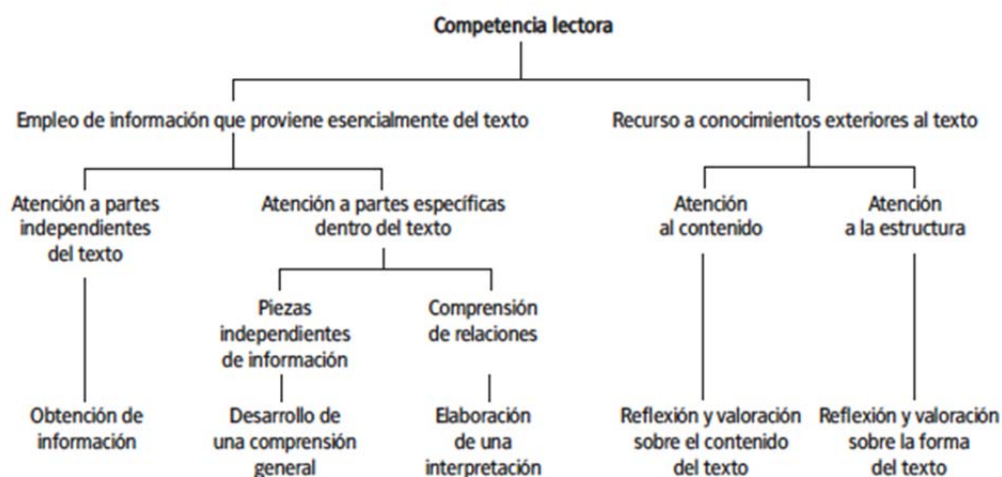 Competencia lectora
Empleo de información que proviene esencialmente del texto
Recurso a conocimientos exteriores al texto
Atención a partes
independientes
del texto
Atención a partes específicas
dentro del texto
Atención
al contenido
Atención
a la estructura
Piezas
independientes
de información
Comprensión
de relaciones
Obtención de
información
Desarrollo de
una comprensión
general
Elaboración
de una
interpretación
Reflexión y valoración
sobre el contenido
del texto
Reflexión y valoración
sobre la forma
del texto